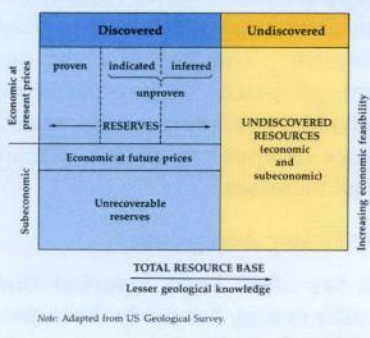 Discovered
Undiscovered
Economic at
present prices
proven
indicated
inferred
unproven
RESERVES
UNDISCOVERED
RESOURCES
(economic
and
subeconomic)
Subeconomic
Economic at future prices
Unrecoverable
reserves
Increasing economic feasibility
TOTAL RESOURCE BASE
Lesser geological knowledge
Note: Adapted from US Geological Survey.